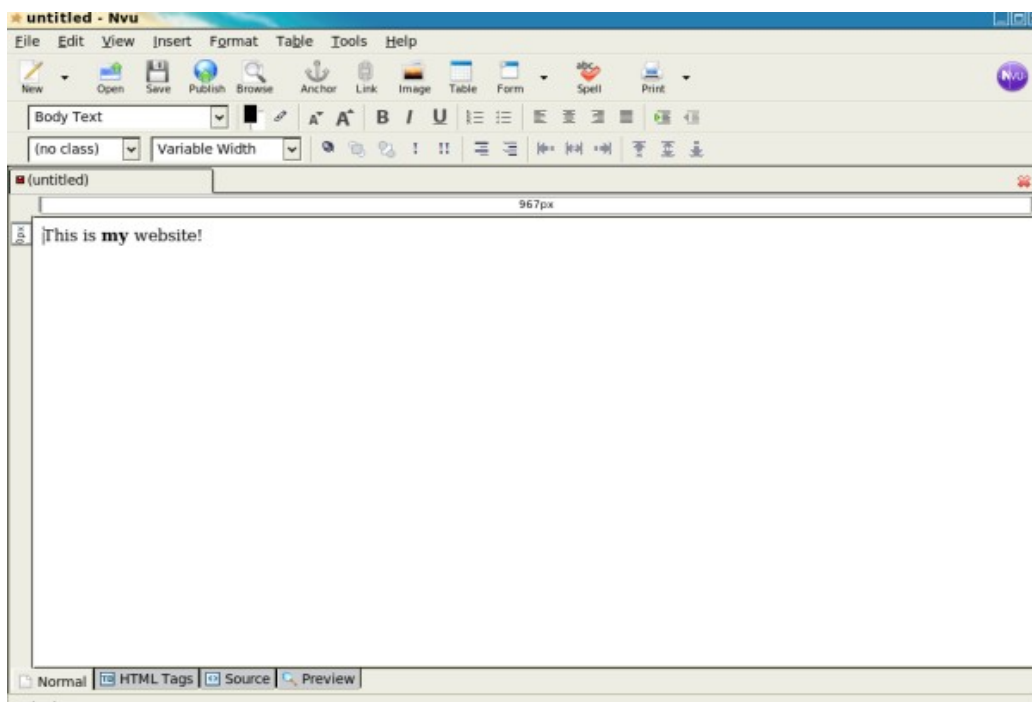 untitled - Nvu
File Edit View Insert Format Table Tools Help
New Open Save Publish Browse Anchor Link Image Table Form Spell Print
NVU
Body Text
A A B I U
(no class) Variable Width ! !!
(untitled)
967px
0px
This is my website!
Normal HTML Tags Source Preview